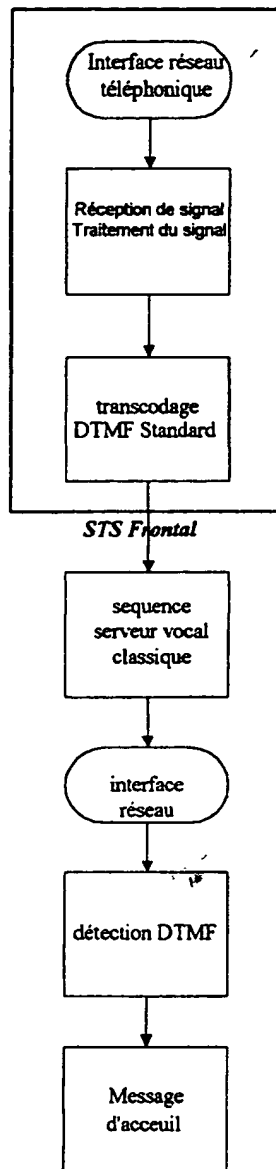 Interface réseau
téléphonique
Réception de signal
Traitement du signal
transcodage
DTMF Standard
STS Frontal
sequence
serveur vocal
classique
interface
réseau
détection DTMF
Message
d'acceuil